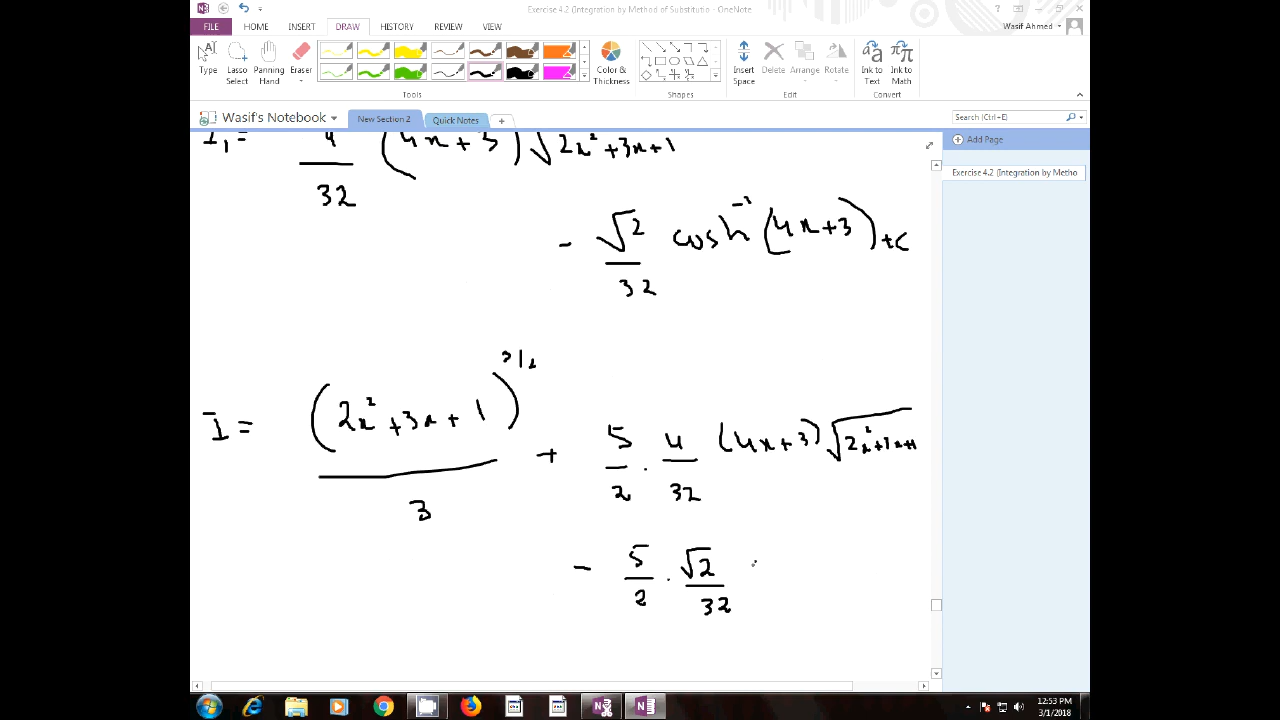 Exercise 4.2 (Integration by Method of Substitutio - OneNote
FILE HOME INSERT DRAW HISTORY REVIEW VIEW
Wasif Ahmed
Type Lasso Select Panning Hand Eraser Color & Thickness Insert Space Delete Arrange Rotate Ink to Text Ink to Math
Tools Shapes Edit Convert
Wasif's Notebook New Section 2 Quick Notes
Search (Ctrl+E)
Add Page
Exercise 4.2 (Integration by Metho
I₁ = 4/32 (4x+3) √2x²+3x+1
- √2/32 cosh⁻¹ (4x+3) + c
I = (2x²+3x+1)^3/2 / 3 + 5/2 · 4/32 (4x+3) √2x²+3x+1
- 5/2 · √2/32 ·
12:53 PM
3/1/2018